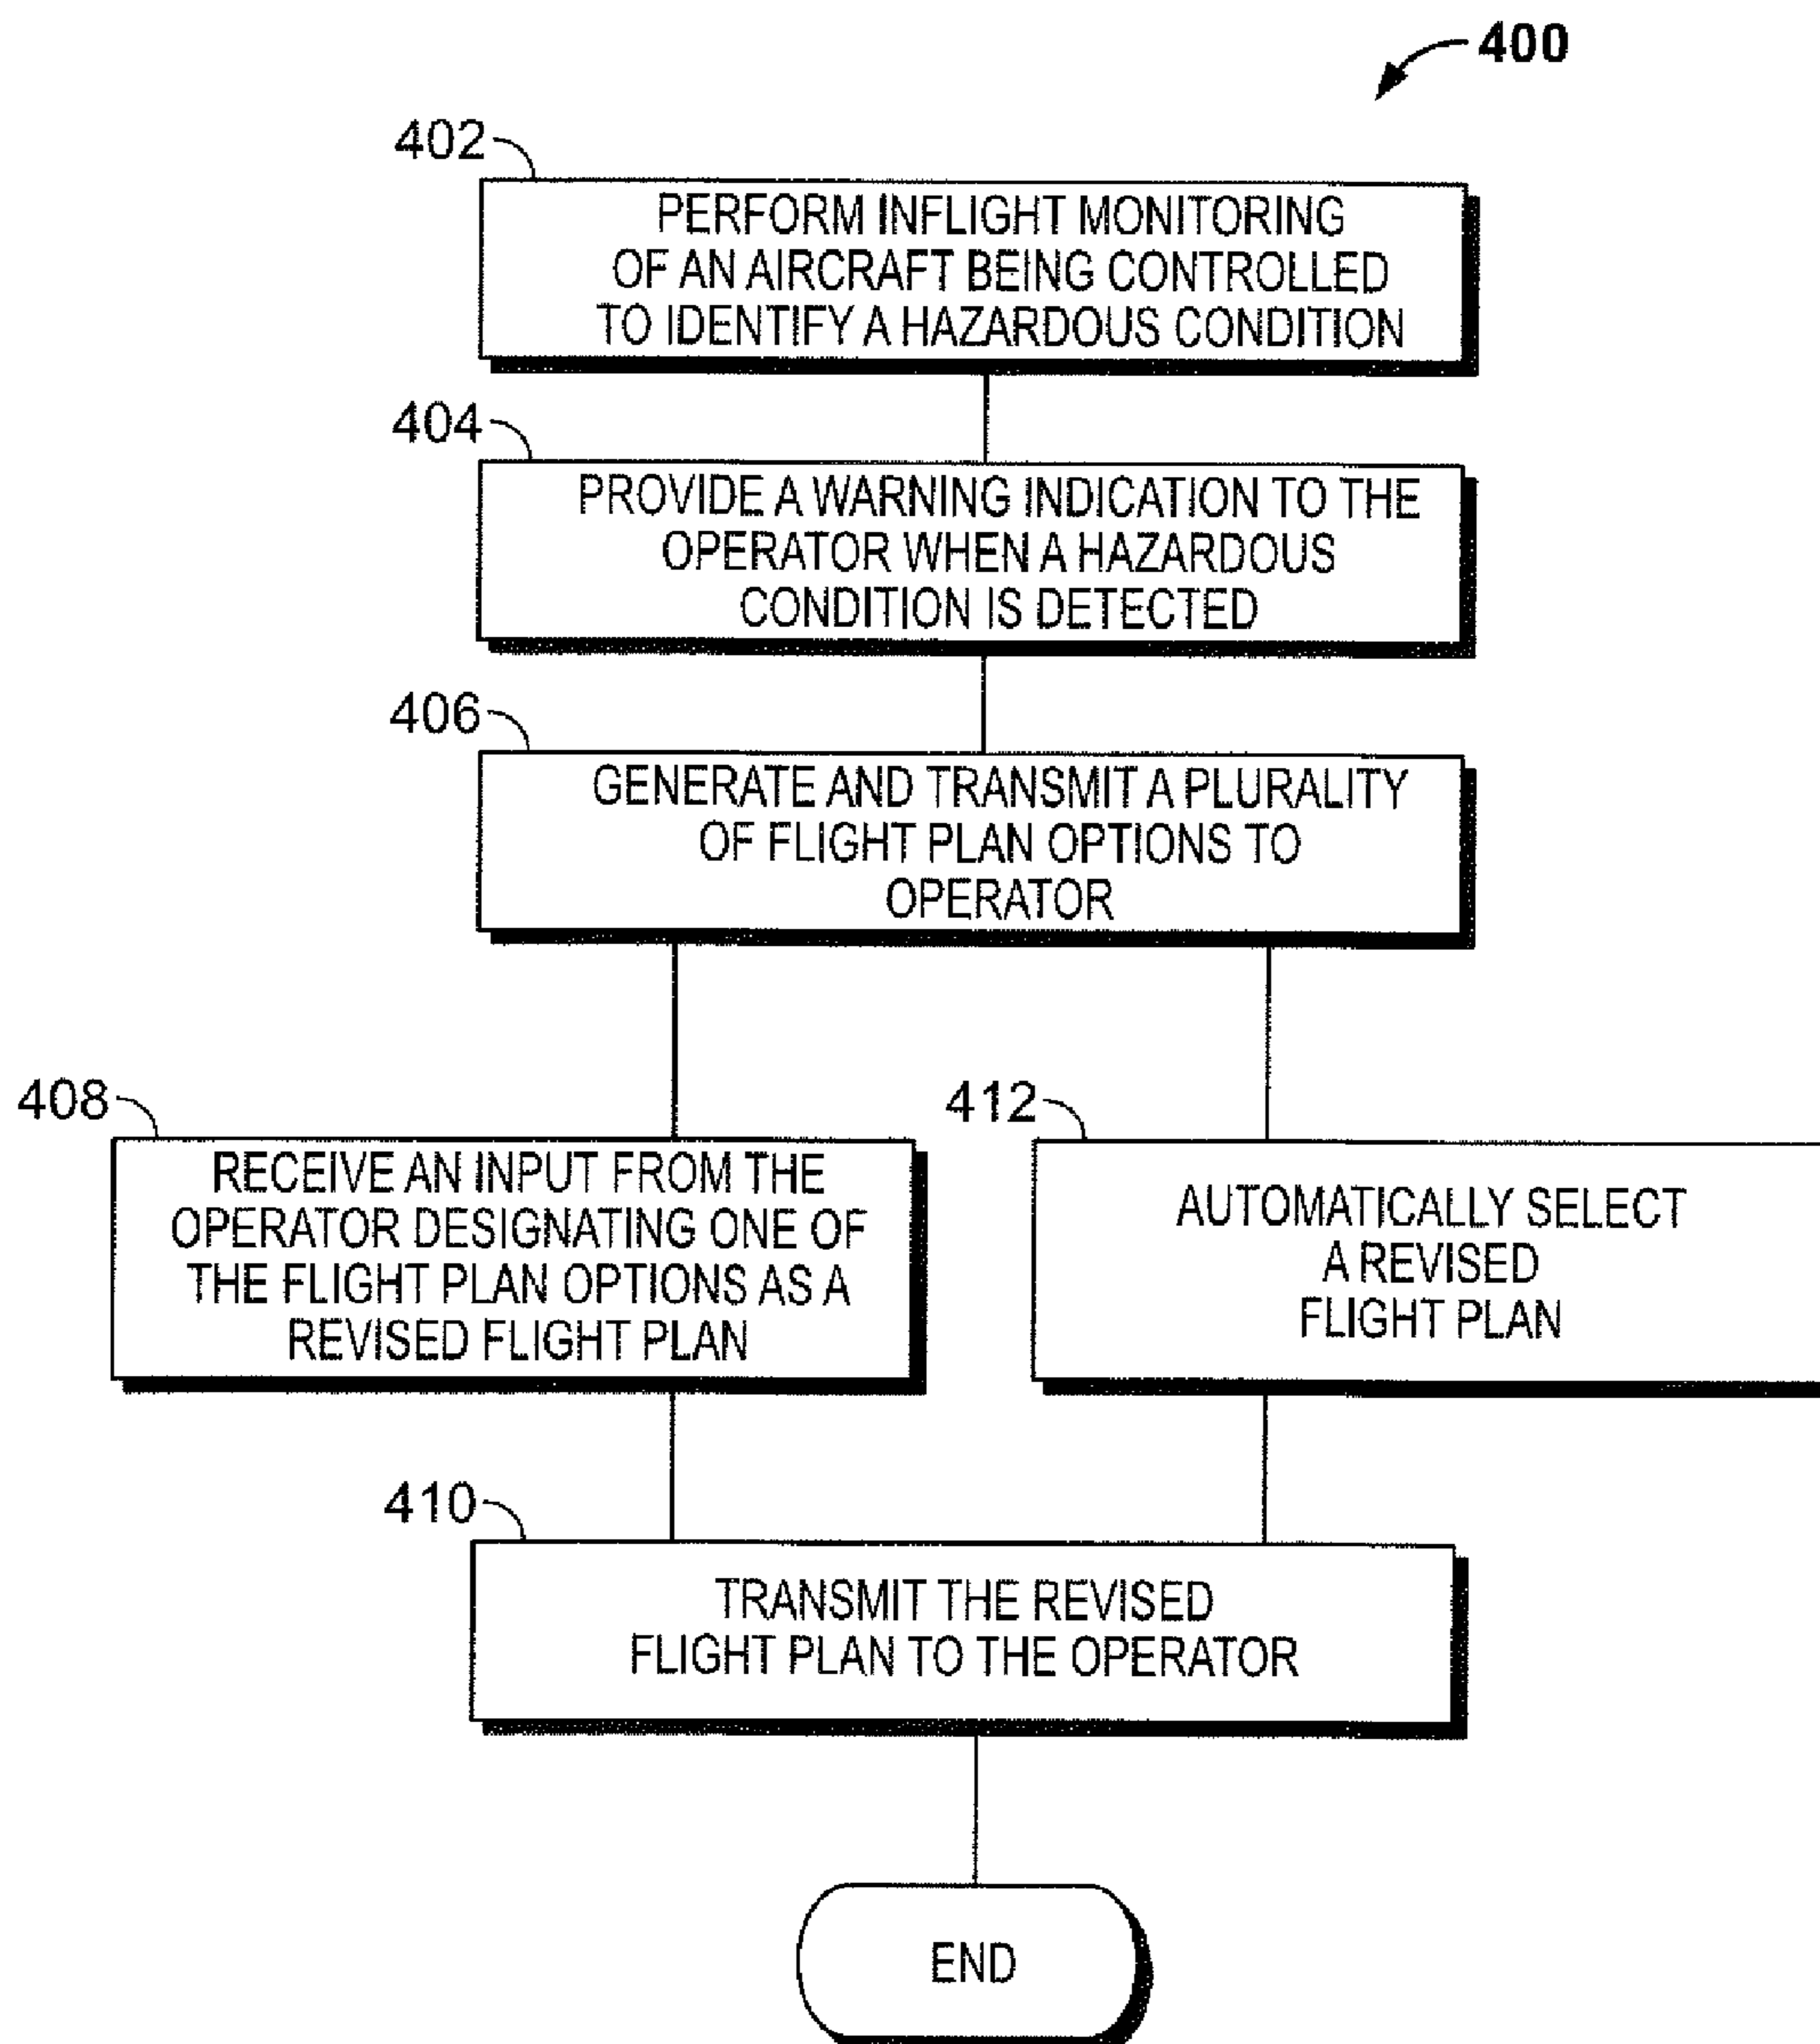 400
402
PERFORM INFLIGHT MONITORING
OF AN AIRCRAFT BEING CONTROLLED
TO IDENTIFY A HAZARDOUS CONDITION
404
PROVIDE A WARNING INDICATION TO THE
OPERATOR WHEN A HAZARDOUS
CONDITION IS DETECTED
406
GENERATE AND TRANSMIT A PLURALITY
OF FLIGHT PLAN OPTIONS TO
OPERATOR
408
RECEIVE AN INPUT FROM THE
OPERATOR DESIGNATING ONE OF
THE FLIGHT PLAN OPTIONS AS A
REVISED FLIGHT PLAN
412
AUTOMATICALLY SELECT
A REVISED
FLIGHT PLAN
410
TRANSMIT THE REVISED
FLIGHT PLAN TO THE OPERATOR
END